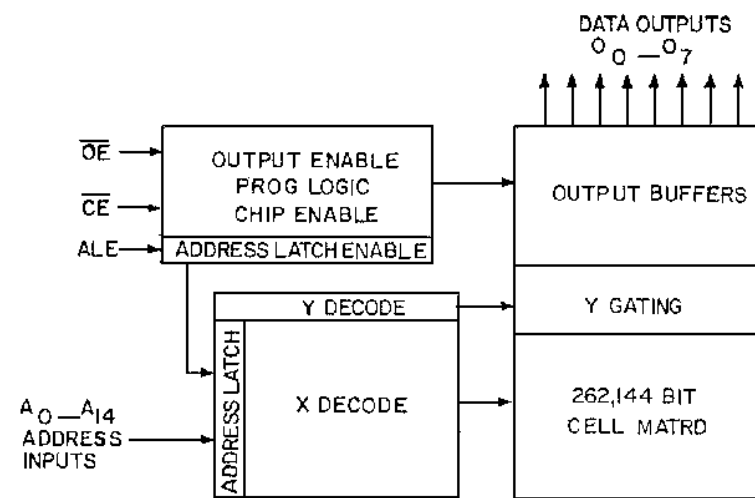 DATA OUTPUTS
O0—O7
OE
CE
ALE
OUTPUT ENABLE
PROG LOGIC
CHIP ENABLE
ADDRESS LATCH ENABLE
OUTPUT BUFFERS
Y DECODE
Y GATING
ADDRESS LATCH
X DECODE
262,144 BIT
CELL MATRD
A0—A14
ADDRESS
INPUTS